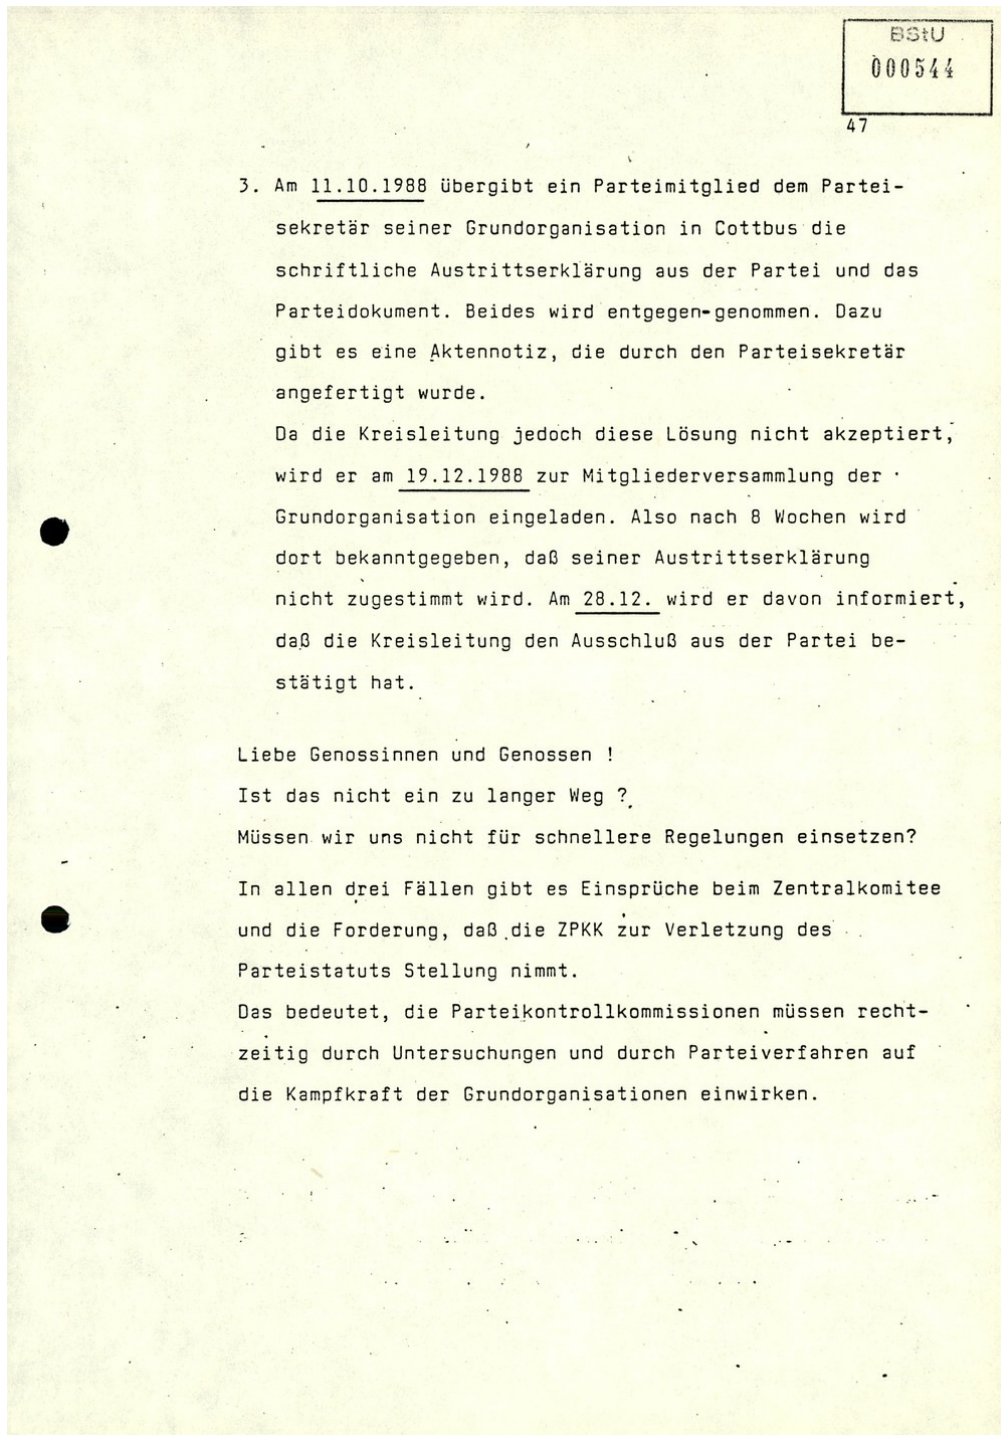 BStU
000544
47
3. Am 11.10.1988 übergibt ein Parteimitglied dem Partei-
sekretär seiner Grundorganisation in Cottbus die
schriftliche Austrittserklärung aus der Partei und das
Parteidokument. Beides wird entgegen-genommen. Dazu
gibt es eine Aktennotiz, die durch den Parteisekretär
angefertigt wurde.
Da die Kreisleitung jedoch diese Lösung nicht akzeptiert,
wird er am 19.12.1988 zur Mitgliederversammlung der
Grundorganisation eingeladen. Also nach 8 Wochen wird
dort bekanntgegeben, daß seiner Austrittserklärung
nicht zugestimmt wird. Am 28.12. wird er davon informiert,
daß die Kreisleitung den Ausschluß aus der Partei be-
stätigt hat.
Liebe Genossinnen und Genossen !
Ist das nicht ein zu langer Weg ?
Müssen wir uns nicht für schnellere Regelungen einsetzen?
In allen drei Fällen gibt es Einsprüche beim Zentralkomitee
und die Forderung, daß die ZPKK zur Verletzung des
Parteistatuts Stellung nimmt.
Das bedeutet, die Parteikontrollkommissionen müssen recht-
zeitig durch Untersuchungen und durch Parteiverfahren auf
die Kampfkraft der Grundorganisationen einwirken.